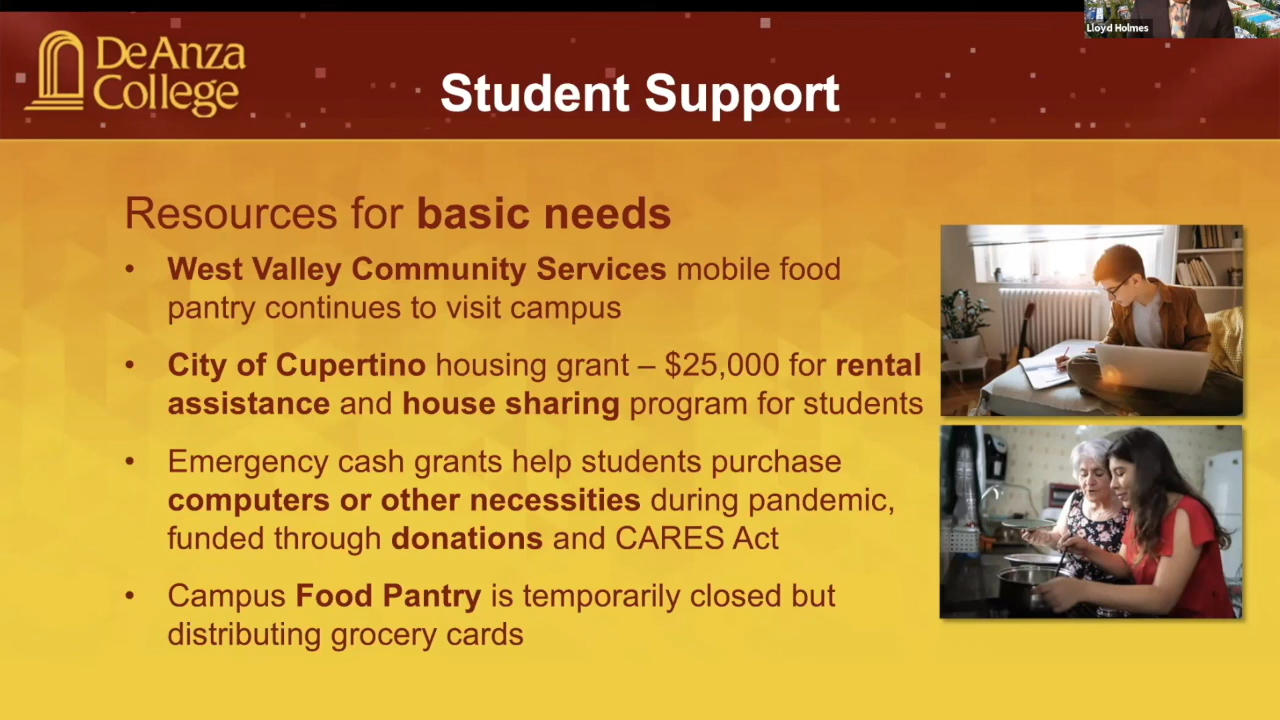 Lloyd Holmes
DeAnza
College
Student Support
Resources for basic needs
• West Valley Community Services mobile food
pantry continues to visit campus
• City of Cupertino housing grant – $25,000 for rental
assistance and house sharing program for students
• Emergency cash grants help students purchase
computers or other necessities during pandemic,
funded through donations and CARES Act
• Campus Food Pantry is temporarily closed but
distributing grocery cards